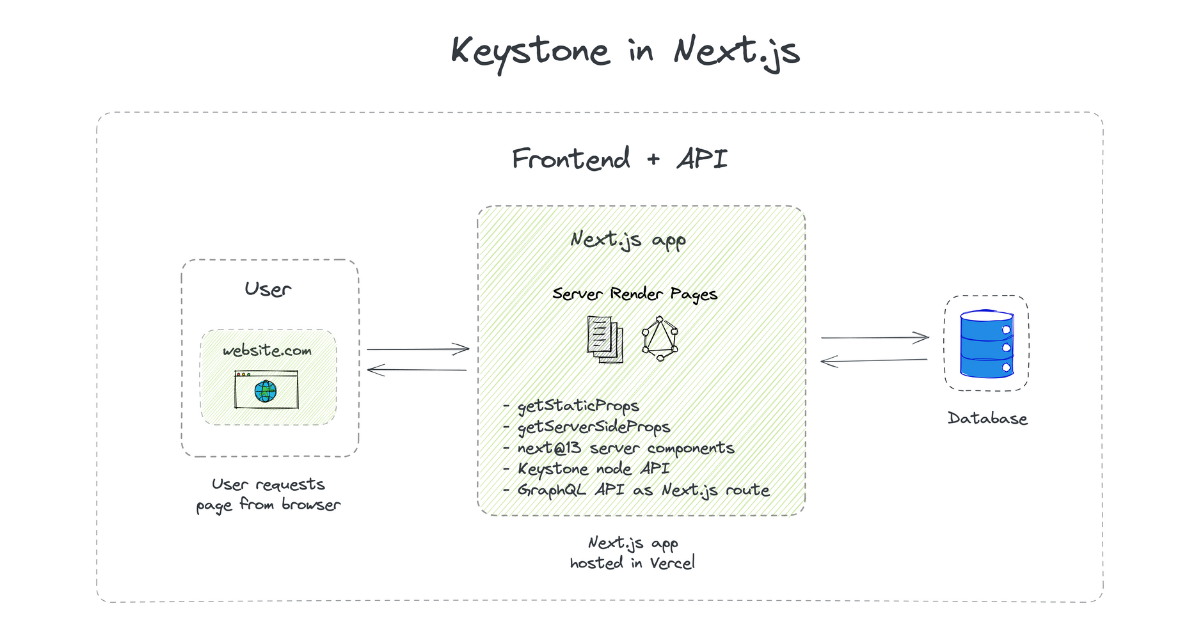 Keystone in Next.js
Frontend + API
User
website.com
User requests
page from browser
Next.js app
Server Render Pages
- getStaticProps
- getServerSideProps
- next@13 server components
- Keystone node API
- GraphQL API as Next.js route
Next.js app
hosted in Vercel
Database